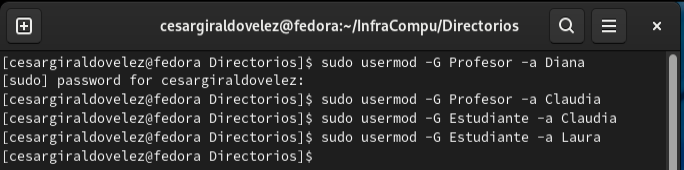 cesargiraldovelez@fedora:~/InfraCompu/Directorios
[cesargiraldovelez@fedora Directorios]$ sudo usermod -G Profesor -a Diana
[sudo] password for cesargiraldovelez:
[cesargiraldovelez@fedora Directorios]$ sudo usermod -G Profesor -a Claudia
[cesargiraldovelez@fedora Directorios]$ sudo usermod -G Estudiante -a Claudia
[cesargiraldovelez@fedora Directorios]$ sudo usermod -G Estudiante -a Laura
[cesargiraldovelez@fedora Directorios]$